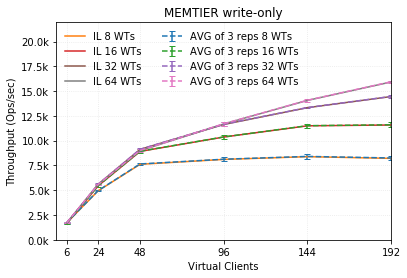 MEMTIER write-only
Throughput (Ops/sec)
20.0k
17.5k
15.0k
12.5k
10.0k
7.5k
5.0k
2.5k
0.0k
IL 8 WTs
IL 16 WTs
IL 32 WTs
IL 64 WTs
AVG of 3 reps 8 WTs
AVG of 3 reps 16 WTs
AVG of 3 reps 32 WTs
AVG of 3 reps 64 WTs
6 24 48 96 144 192
Virtual Clients